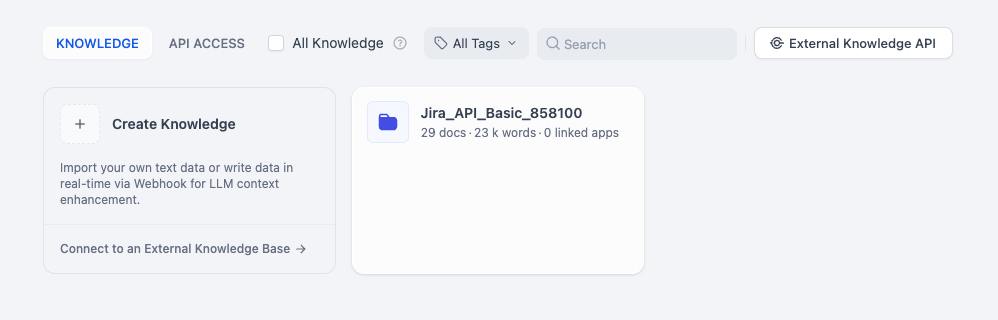 KNOWLEDGE API ACCESS All Knowledge All Tags Search External Knowledge API
Create Knowledge
Import your own text data or write data in
real-time via Webhook for LLM context
enhancement.
Connect to an External Knowledge Base →
Jira_API_Basic_858100
29 docs · 23 k words · 0 linked apps